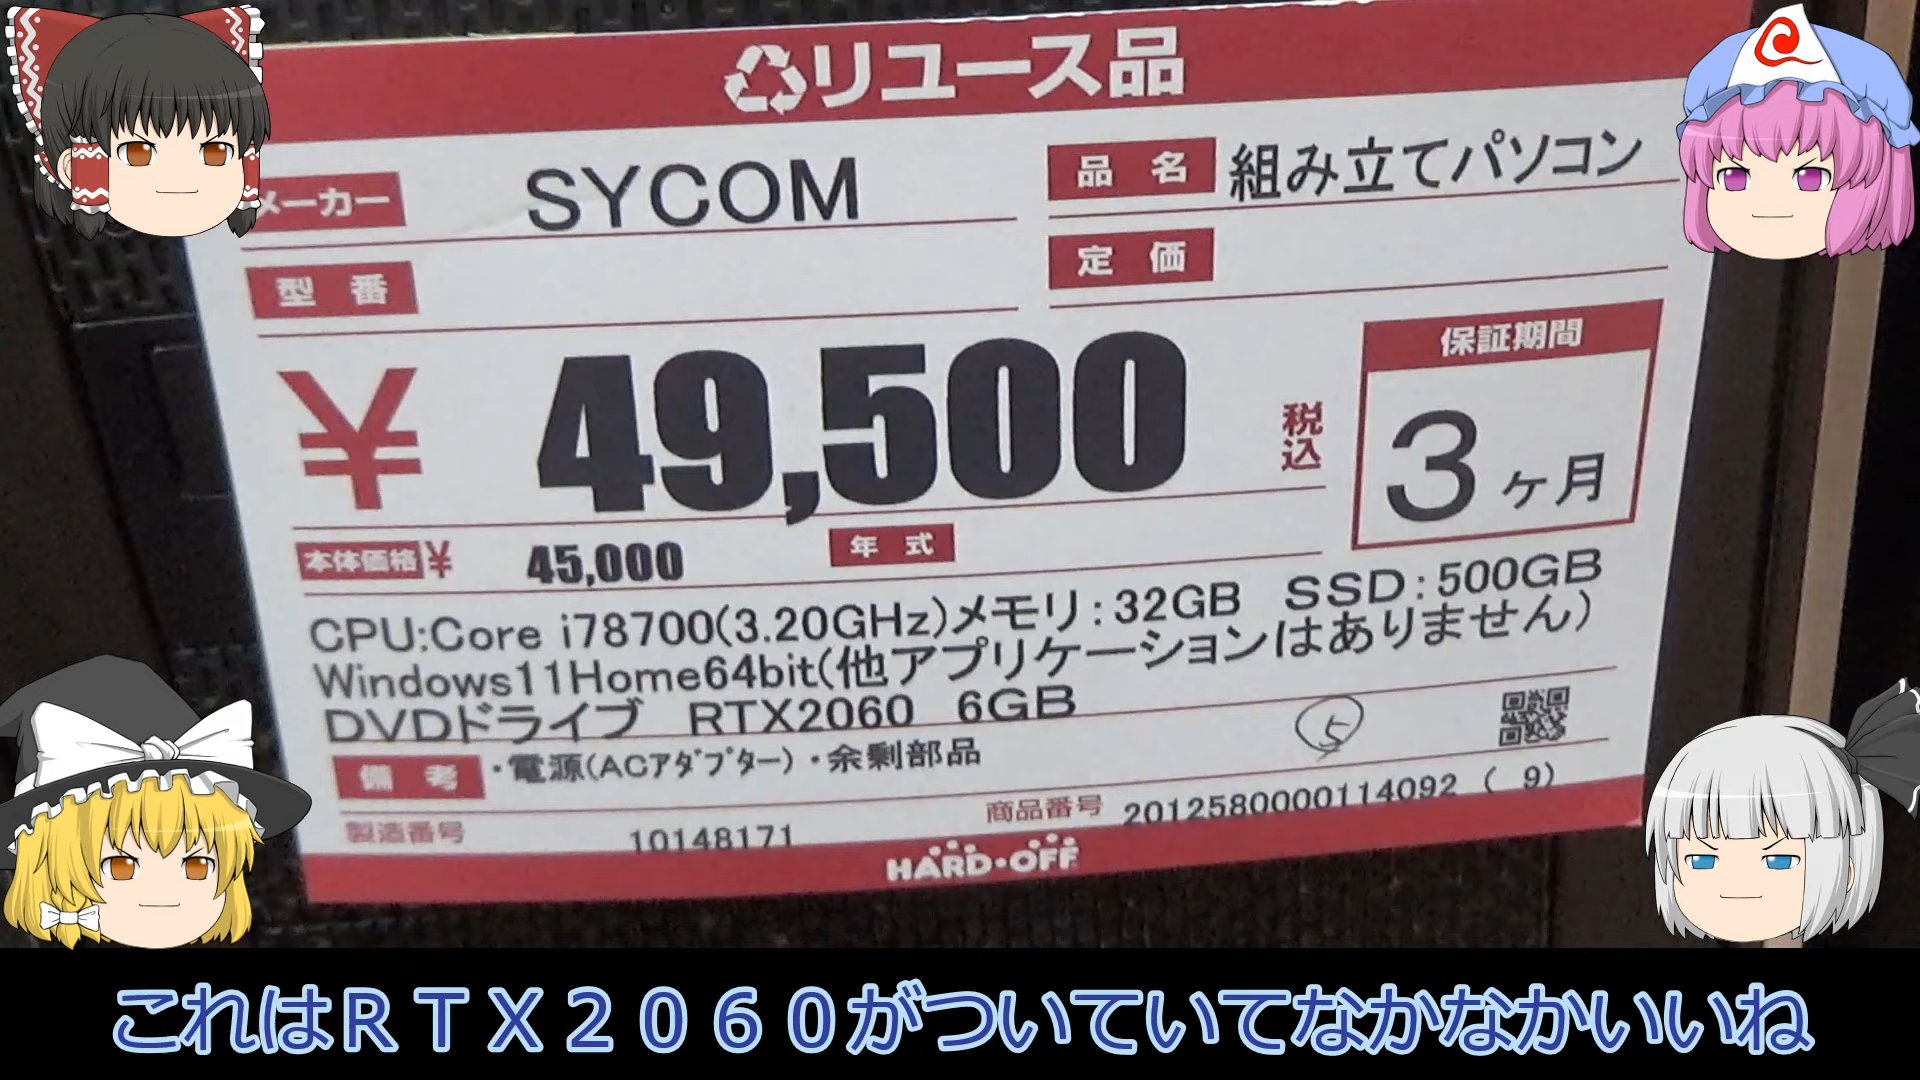 リユース品
メーカー SYCOM 品名 組み立てパソコン
型番 定価
¥ 49,500 税込 保証期間 3ヶ月
本体価格¥ 45,000 年式
CPU:Core i78700(3.20GHz)メモリ:32GB SSD:500GB
Windows11Home64bit(他アプリケーションはありません)
DVDドライブ RTX2060 6GB
備考 ・電源(ACアダプター)・余剰部品
5
製造番号 10148171 商品番号 2012580000114092 ( 9)
HARD・OFF
これはRTX2060がついていてなかなかいいね